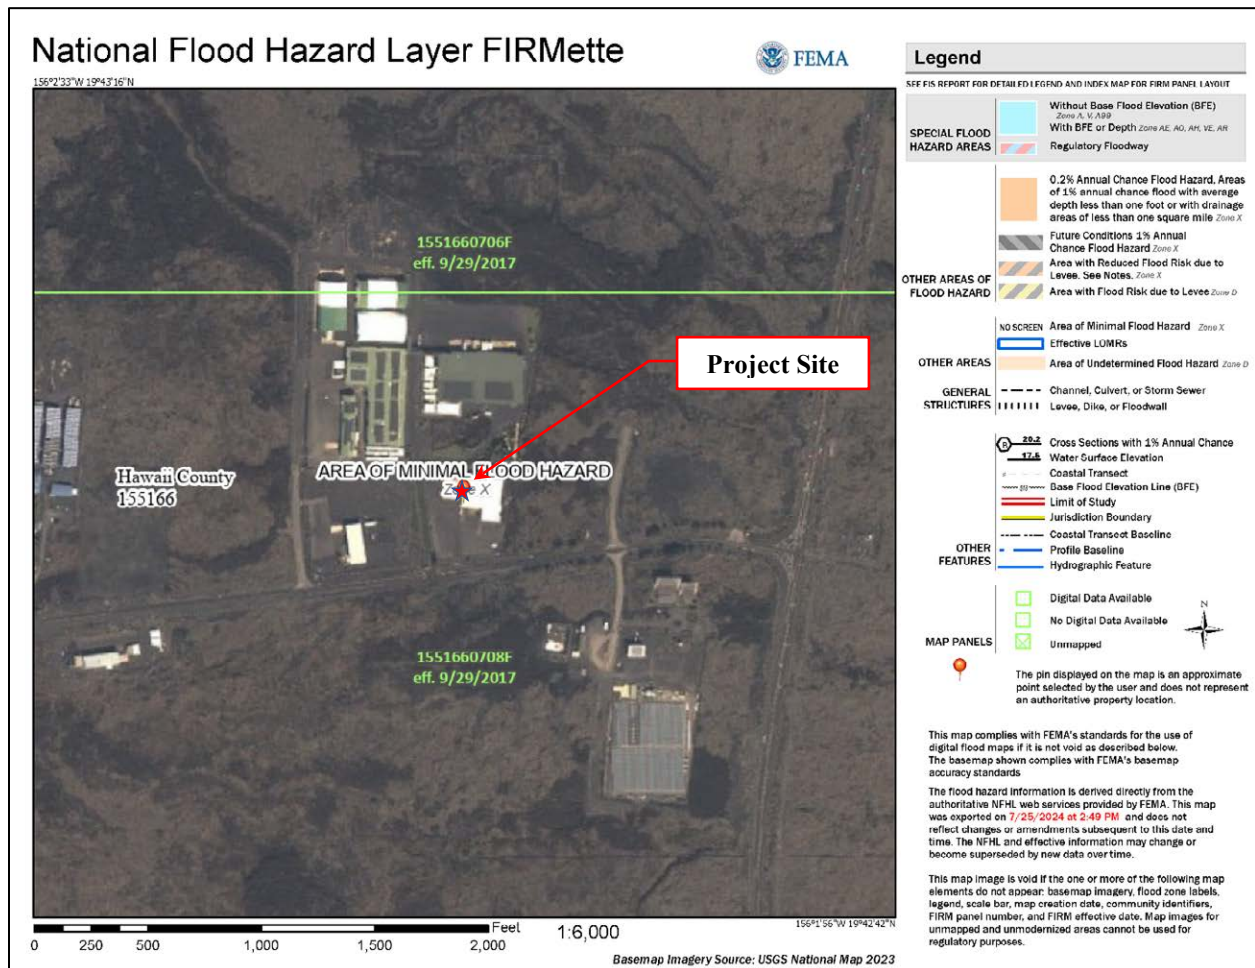 National Flood Hazard Layer FIRMette
FEMA
156°2'33"W 19°43'16"N
1551660706F
eff. 9/29/2017
Project Site
AREA OF MINIMAL FLOOD HAZARD
Zone X
Hawaii County
155166
1551660708F
eff. 9/29/2017
156°1'56"W 19°42'42"N
Feet
1:6,000
0 250 500 1,000 1,500 2,000
Basemap Imagery Source: USGS National Map 2023
Legend
SEE FIS REPORT FOR DETAILED LEGEND AND INDEX MAP FOR FIRM PANEL LAYOUT
SPECIAL FLOOD
HAZARD AREAS
Without Base Flood Elevation (BFE)
Zone A, V, A99
With BFE or Depth Zone AE, AO, AH, VE, AR
Regulatory Floodway
OTHER AREAS OF
FLOOD HAZARD
0.2% Annual Chance Flood Hazard, Areas
of 1% annual chance flood with average
depth less than one foot or with drainage
areas of less than one square mile Zone X
Future Conditions 1% Annual
Chance Flood Hazard Zone X
Area with Reduced Flood Risk due to
Levee. See Notes. Zone X
Area with Flood Risk due to Levee Zone D
OTHER AREAS
NO SCREEN Area of Minimal Flood Hazard Zone X
Effective LOMRs
Area of Undetermined Flood Hazard Zone D
GENERAL
STRUCTURES
Channel, Culvert, or Storm Sewer
Levee, Dike, or Floodwall
OTHER
FEATURES
B 20.2 Cross Sections with 1% Annual Chance
17.5 Water Surface Elevation
Coastal Transect
Base Flood Elevation Line (BFE)
Limit of Study
Jurisdiction Boundary
Coastal Transect Baseline
Profile Baseline
Hydrographic Feature
MAP PANELS
Digital Data Available
No Digital Data Available
Unmapped
N
The pin displayed on the map is an approximate
point selected by the user and does not represent
an authoritative property location.
This map complies with FEMA's standards for the use of
digital flood maps if it is not void as described below.
The basemap shown complies with FEMA's basemap
accuracy standards
The flood hazard information is derived directly from the
authoritative NFHL web services provided by FEMA. This map
was exported on 7/25/2024 at 2:49 PM and does not
reflect changes or amendments subsequent to this date and
time. The NFHL and effective information may change or
become superseded by new data over time.
This map image is void if the one or more of the following map
elements do not appear: basemap imagery, flood zone labels,
legend, scale bar, map creation date, community identifiers,
FIRM panel number, and FIRM effective date. Map images for
unmapped and unmodernized areas cannot be used for
regulatory purposes.